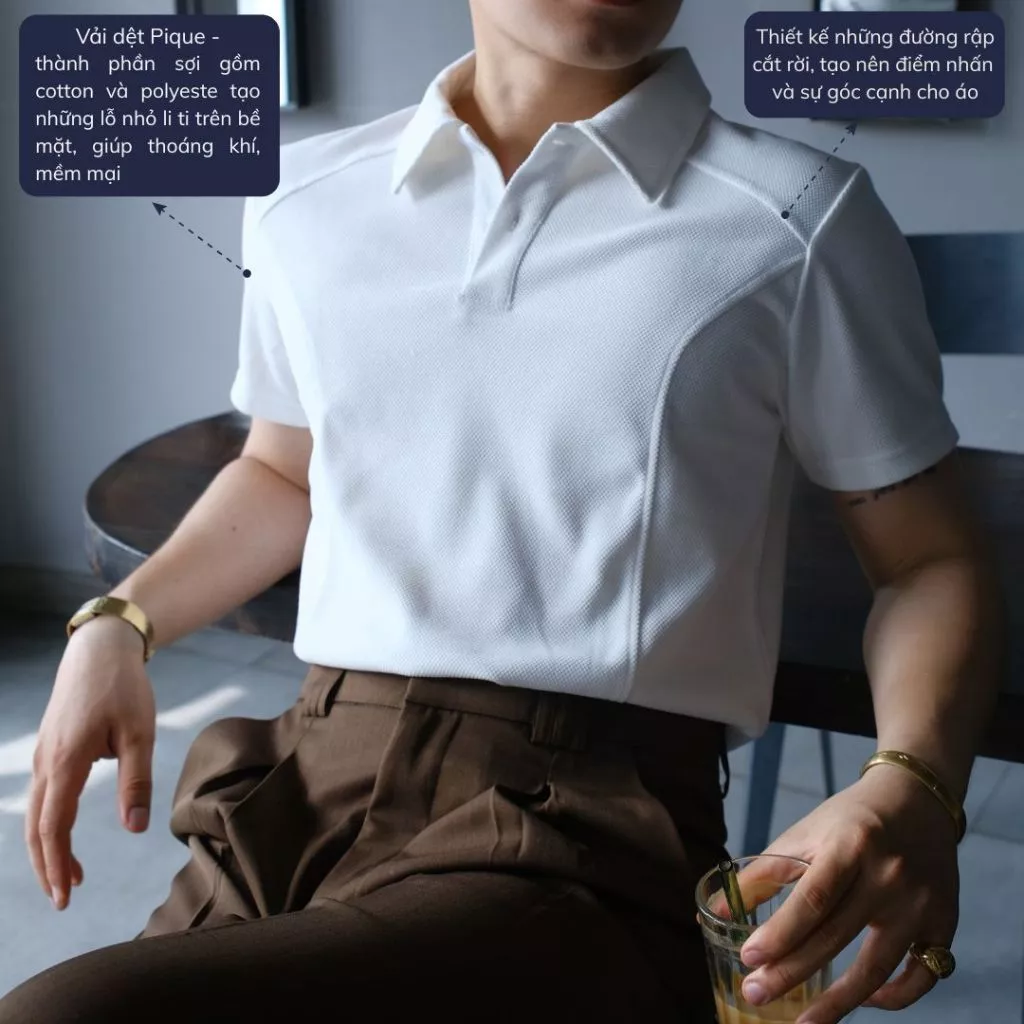 Vải dệt Pique -
thành phần sợi gồm
cotton và polyeste tạo
những lỗ nhỏ li ti trên bề
mặt, giúp thoáng khí,
mềm mại
Thiết kế những đường rập
cắt rời, tạo nên điểm nhấn
và sự góc cạnh cho áo